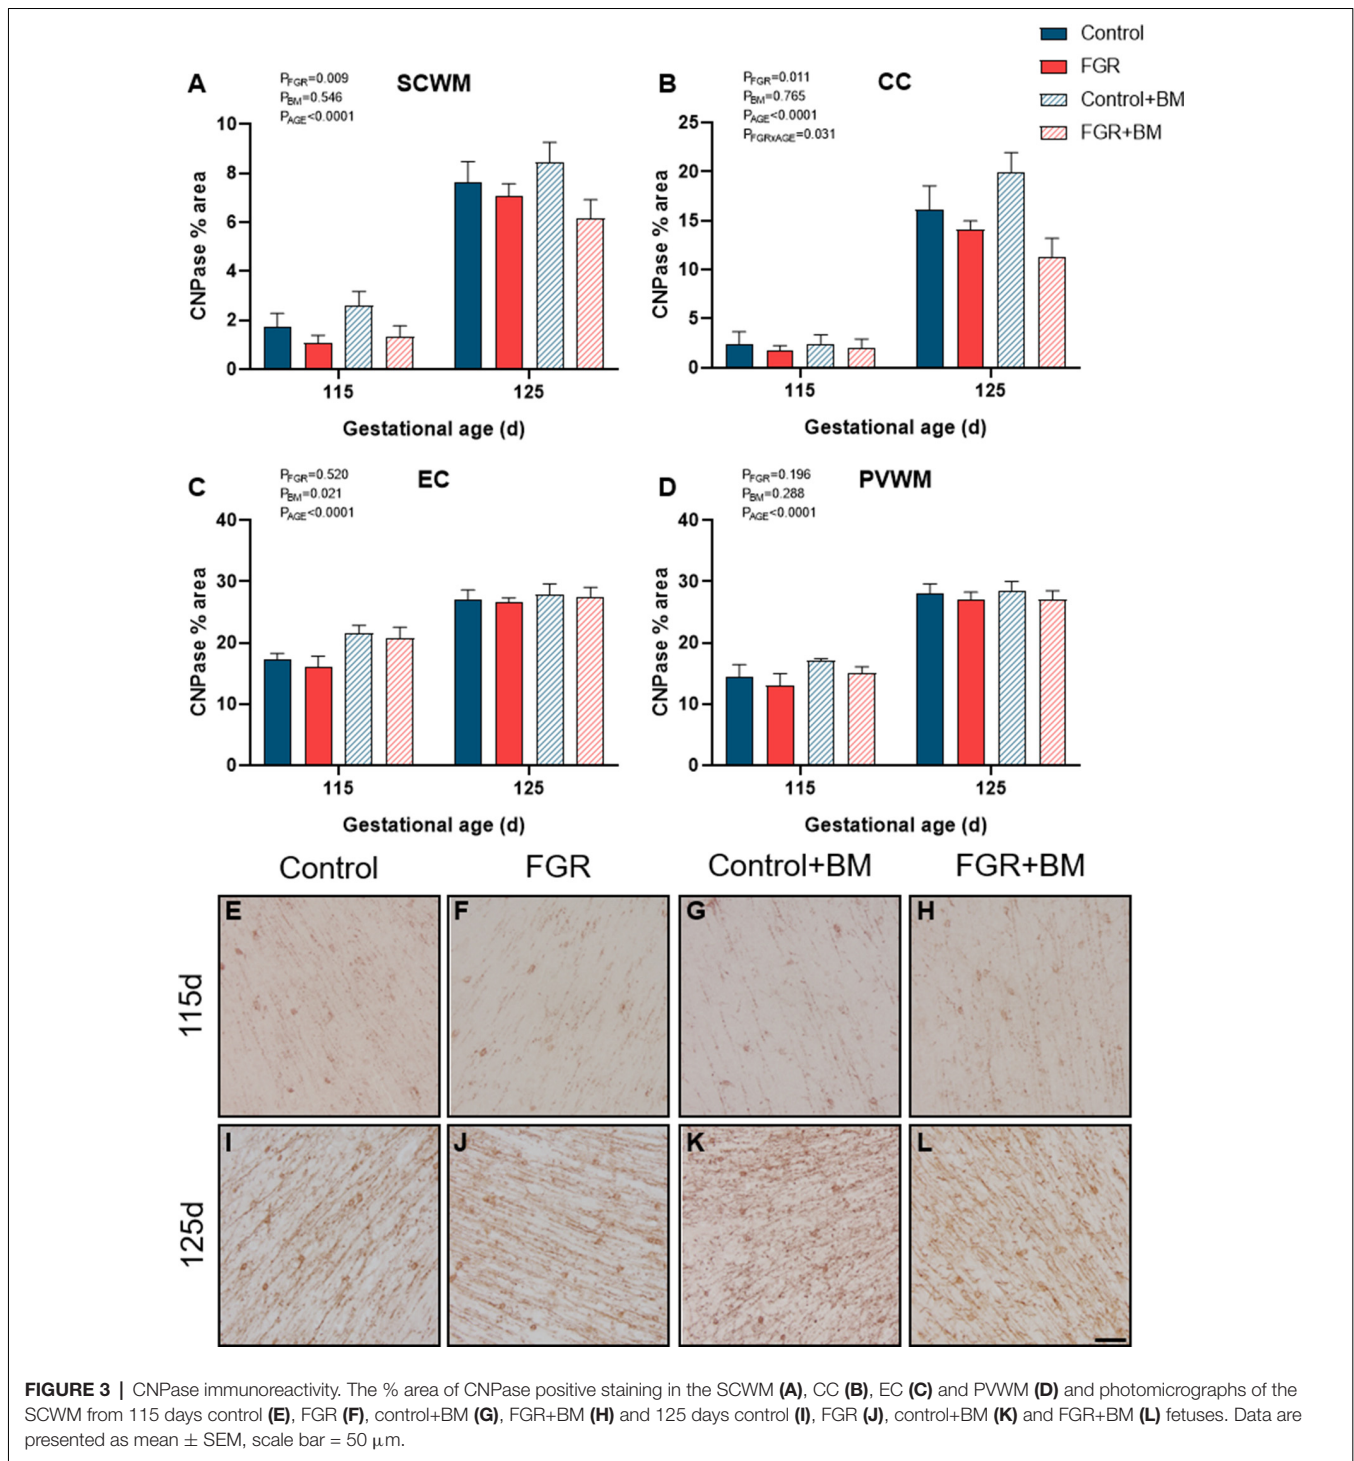 Control
FGR
Control+BM
FGR+BM
A
PFGR=0.009
PBM=0.546
PAGE<0.0001
SCWM
CNPase % area
10
8
6
4
2
0
115
125
Gestational age (d)
B
PFGR=0.011
PBM=0.765
PAGE<0.0001
PFGRxAGE=0.031
CC
CNPase % area
25
20
15
10
5
0
115
125
Gestational age (d)
C
PFGR=0.520
PBM=0.021
PAGE<0.0001
EC
CNPase % area
40
30
20
10
0
115
125
Gestational age (d)
D
PFGR=0.196
PBM=0.288
PAGE<0.0001
PVWM
CNPase % area
40
30
20
10
0
115
125
Gestational age (d)
Control
FGR
Control+BM
FGR+BM
115d
E
F
G
H
125d
I
J
K
L
FIGURE 3 | CNPase immunoreactivity. The % area of CNPase positive staining in the SCWM (A), CC (B), EC (C) and PVWM (D) and photomicrographs of the
SCWM from 115 days control (E), FGR (F), control+BM (G), FGR+BM (H) and 125 days control (I), FGR (J), control+BM (K) and FGR+BM (L) fetuses. Data are
presented as mean ± SEM, scale bar = 50 μm.